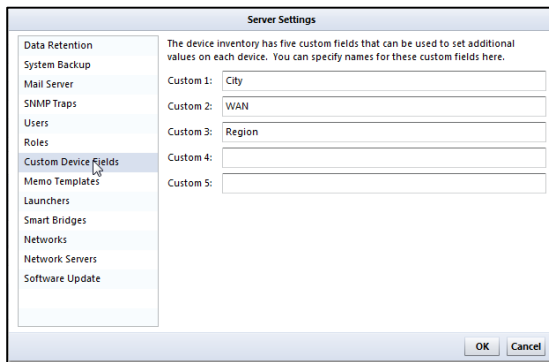 Server Settings
Data Retention
System Backup
Mail Server
SNMP Traps
Users
Roles
Custom Device Fields
Memo Templates
Launchers
Smart Bridges
Networks
Network Servers
Software Update
The device inventory has five custom fields that can be used to set additional
values on each device. You can specify names for these custom fields here.
Custom 1: City
Custom 2: WAN
Custom 3: Region
Custom 4:
Custom 5:
OK Cancel